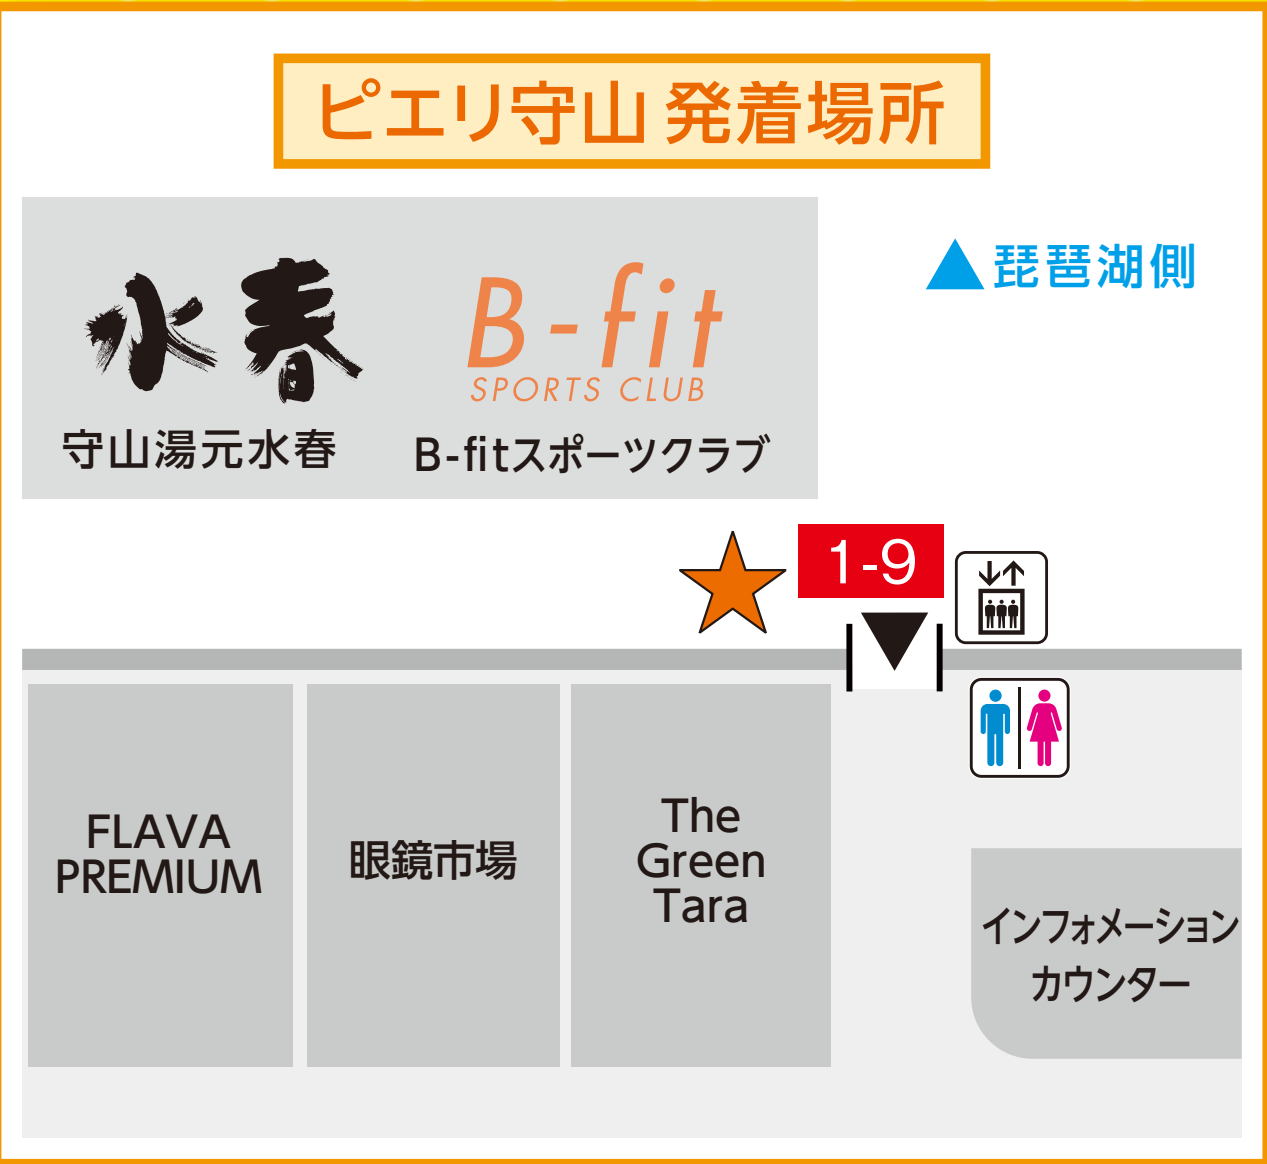 ピエリ守山 発着場所
▲琵琶湖側
水春
守山湯元水春
B-fit
SPORTS CLUB
B-fitスポーツクラブ
1-9
FLAVA
PREMIUM
眼鏡市場
The
Green
Tara
インフォメーション
カウンター